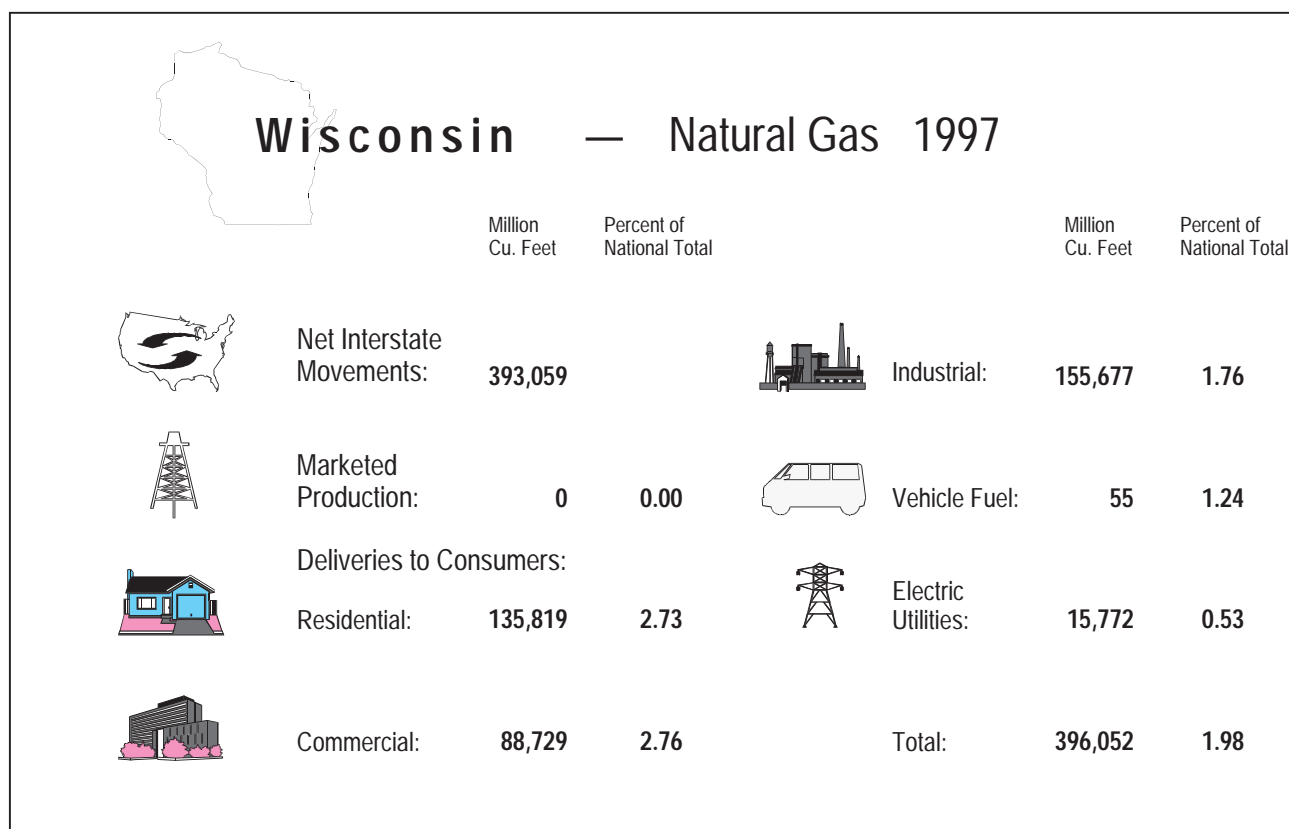 Wisconsin — Natural Gas 1997
Million Cu. Feet
Percent of National Total
Net Interstate
Movements: 393,059
Marketed
Production: 0 0.00
Deliveries to Consumers:
Residential: 135,819 2.73
Commercial: 88,729 2.76
Million Cu. Feet
Percent of National Total
Industrial: 155,677 1.76
Vehicle Fuel: 55 1.24
Electric
Utilities: 15,772 0.53
Total: 396,052 1.98